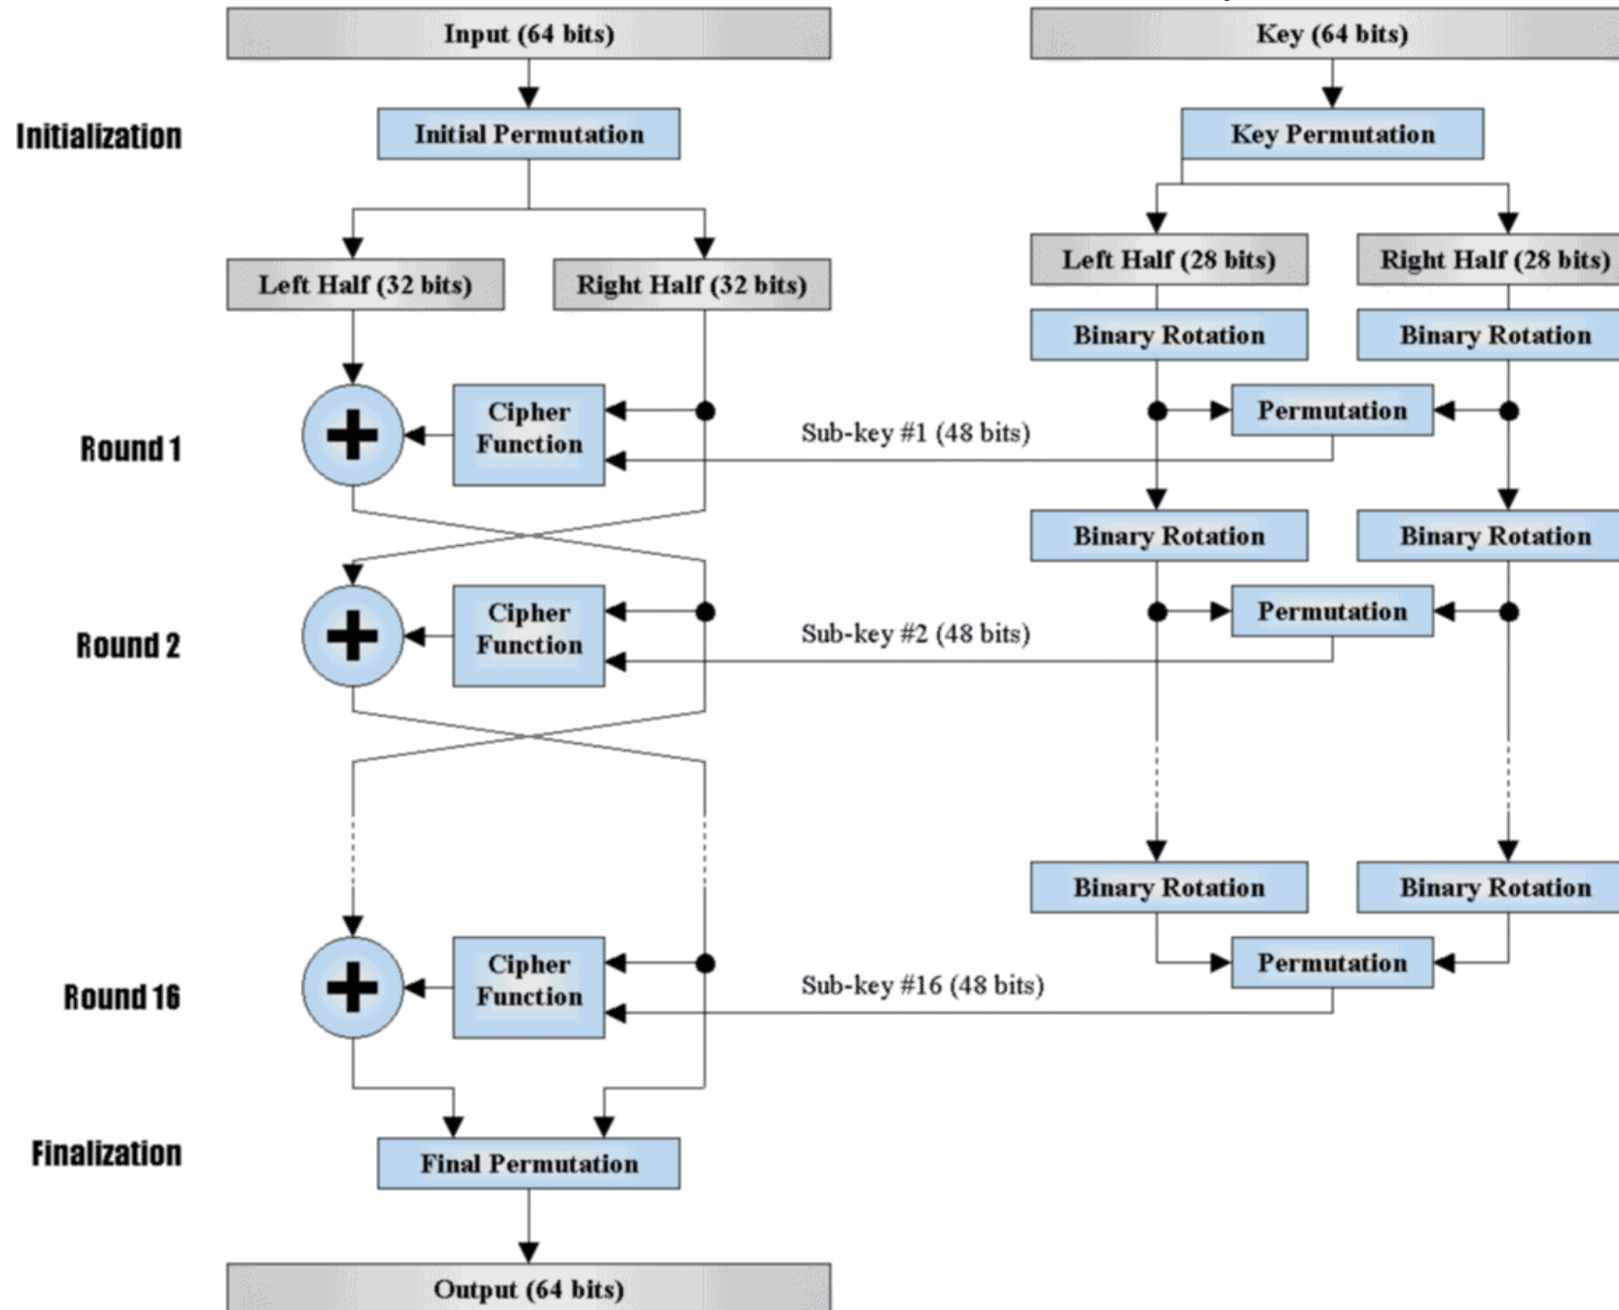 Input (64 bits)
Key (64 bits)
Initialization
Initial Permutation
Key Permutation
Left Half (32 bits)
Right Half (32 bits)
Left Half (28 bits)
Right Half (28 bits)
Binary Rotation
Binary Rotation
Round 1
Cipher
Function
Sub-key #1 (48 bits)
Permutation
Binary Rotation
Binary Rotation
Round 2
Cipher
Function
Sub-key #2 (48 bits)
Permutation
Binary Rotation
Binary Rotation
Round 16
Cipher
Function
Sub-key #16 (48 bits)
Permutation
Finalization
Final Permutation
Output (64 bits)